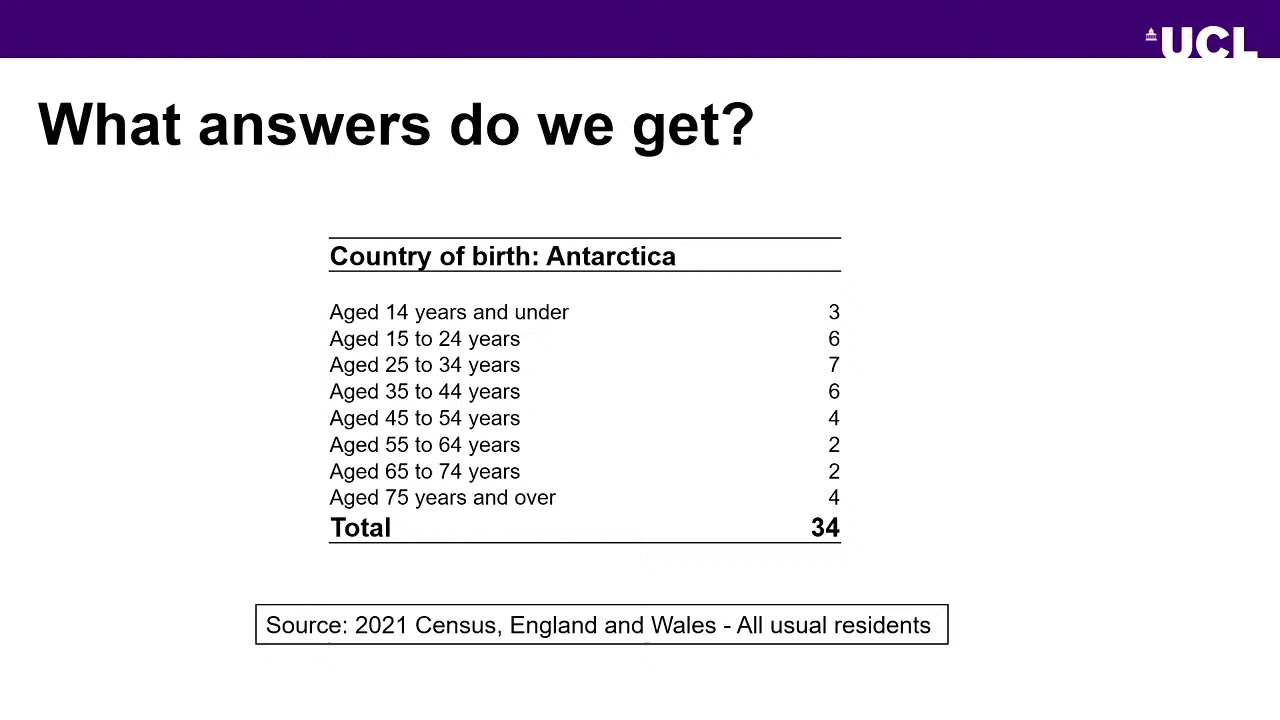 UCL
What answers do we get?
Country of birth: Antarctica
Aged 14 years and under 3
Aged 15 to 24 years 6
Aged 25 to 34 years 7
Aged 35 to 44 years 6
Aged 45 to 54 years 4
Aged 55 to 64 years 2
Aged 65 to 74 years 2
Aged 75 years and over 4
Total 34
Source: 2021 Census, England and Wales - All usual residents